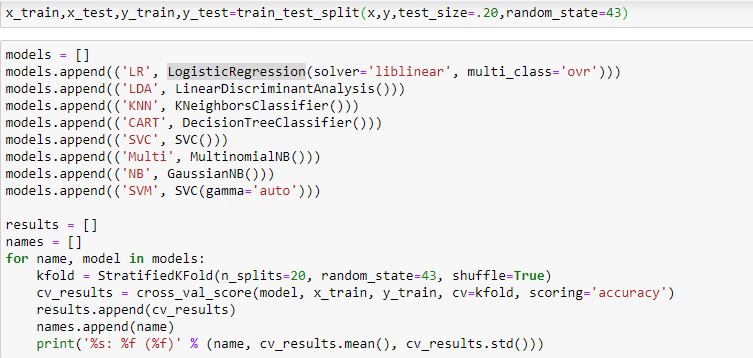 x_train,x_test,y_train,y_test=train_test_split(x,y,test_size=.20,random_state=43)
models = []
models.append(('LR', LogisticRegression(solver='liblinear', multi_class='ovr')))
models.append(('LDA', LinearDiscriminantAnalysis()))
models.append(('KNN', KNeighborsClassifier()))
models.append(('CART', DecisionTreeClassifier()))
models.append(('SVC', SVC()))
models.append(('Multi', MultinomialNB()))
models.append(('NB', GaussianNB()))
models.append(('SVM', SVC(gamma='auto')))
results = []
names = []
for name, model in models:
    kfold = StratifiedKFold(n_splits=20, random_state=43, shuffle=True)
    cv_results = cross_val_score(model, x_train, y_train, cv=kfold, scoring='accuracy')
    results.append(cv_results)
    names.append(name)
    print('%s: %f (%f)' % (name, cv_results.mean(), cv_results.std()))